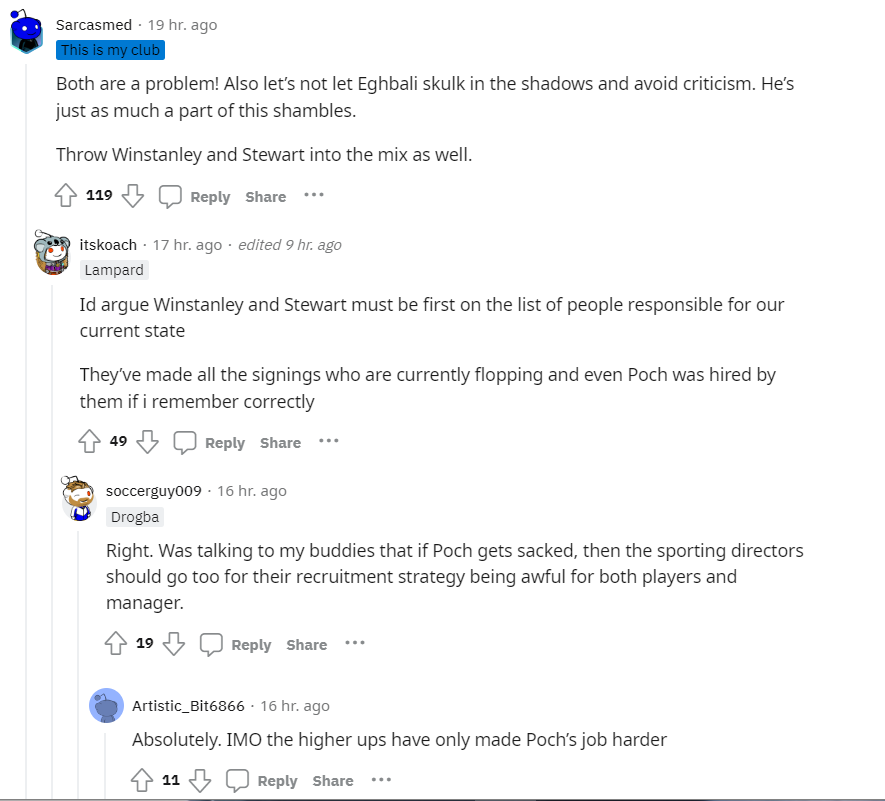 Sarcasmed · 19 hr. ago
This is my club
Both are a problem! Also let’s not let Eghbali skulk in the shadows and avoid criticism. He’s
just as much a part of this shambles.
Throw Winstanley and Stewart into the mix as well.
119 Reply Share ···
itskoach · 17 hr. ago · edited 9 hr. ago
Lampard
Id argue Winstanley and Stewart must be first on the list of people responsible for our
current state
They’ve made all the signings who are currently flopping and even Poch was hired by
them if i remember correctly
49 Reply Share ···
soccerguy009 · 16 hr. ago
Drogba
Right. Was talking to my buddies that if Poch gets sacked, then the sporting directors
should go too for their recruitment strategy being awful for both players and
manager.
19 Reply Share ···
Artistic_Bit6866 · 16 hr. ago
Absolutely. IMO the higher ups have only made Poch’s job harder
11 Reply Share ···